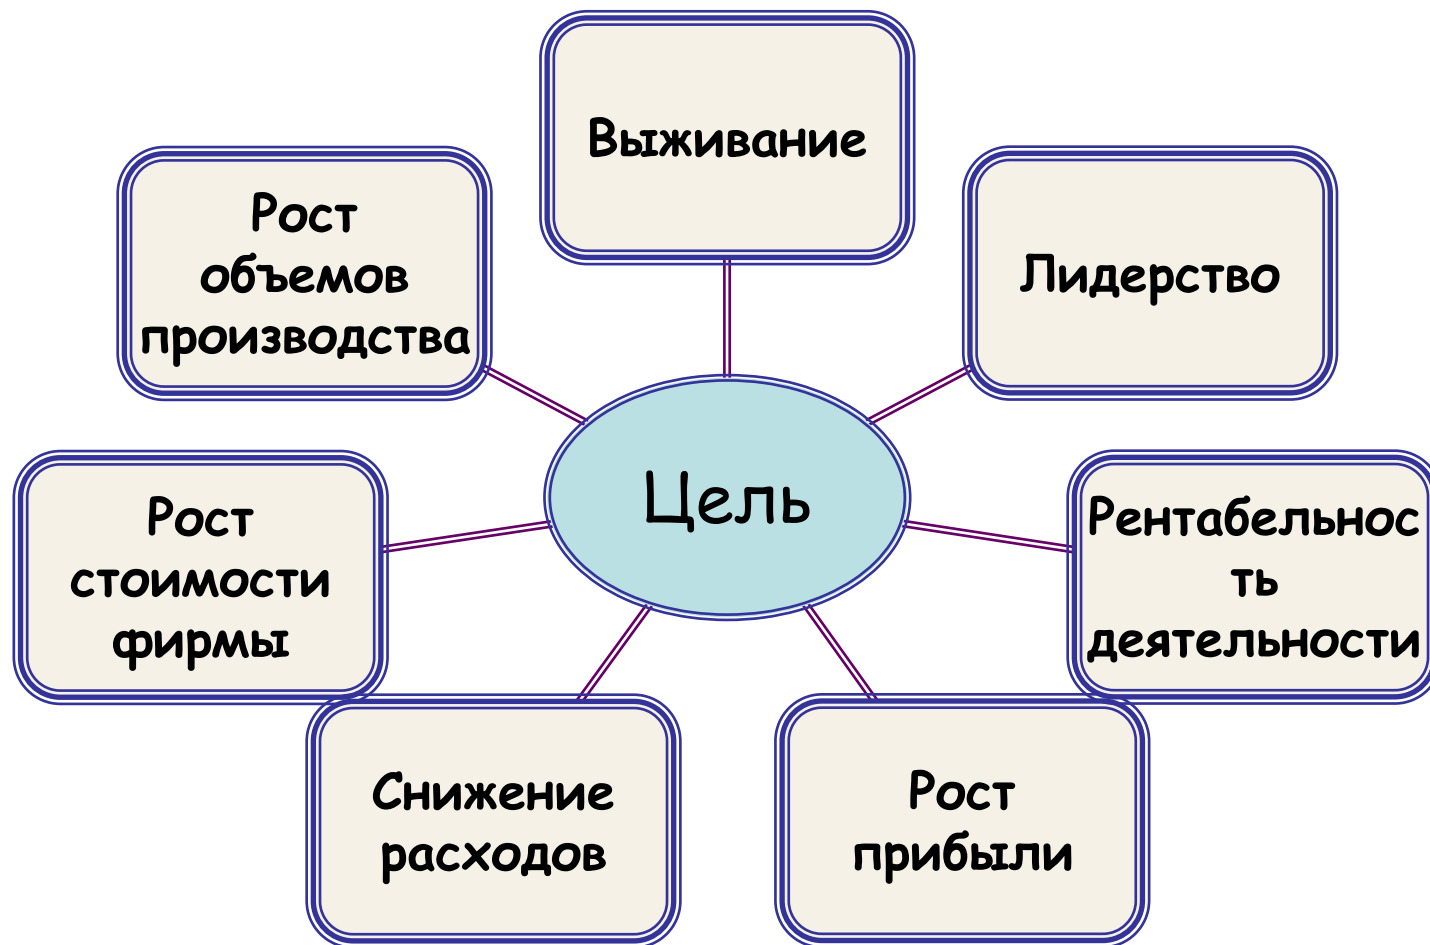 Выживание
Лидерство
Рентабельнос
ть
деятельности
Рост
прибыли
Снижение
расходов
Рост
стоимости
фирмы
Рост
объемов
производства
Цель